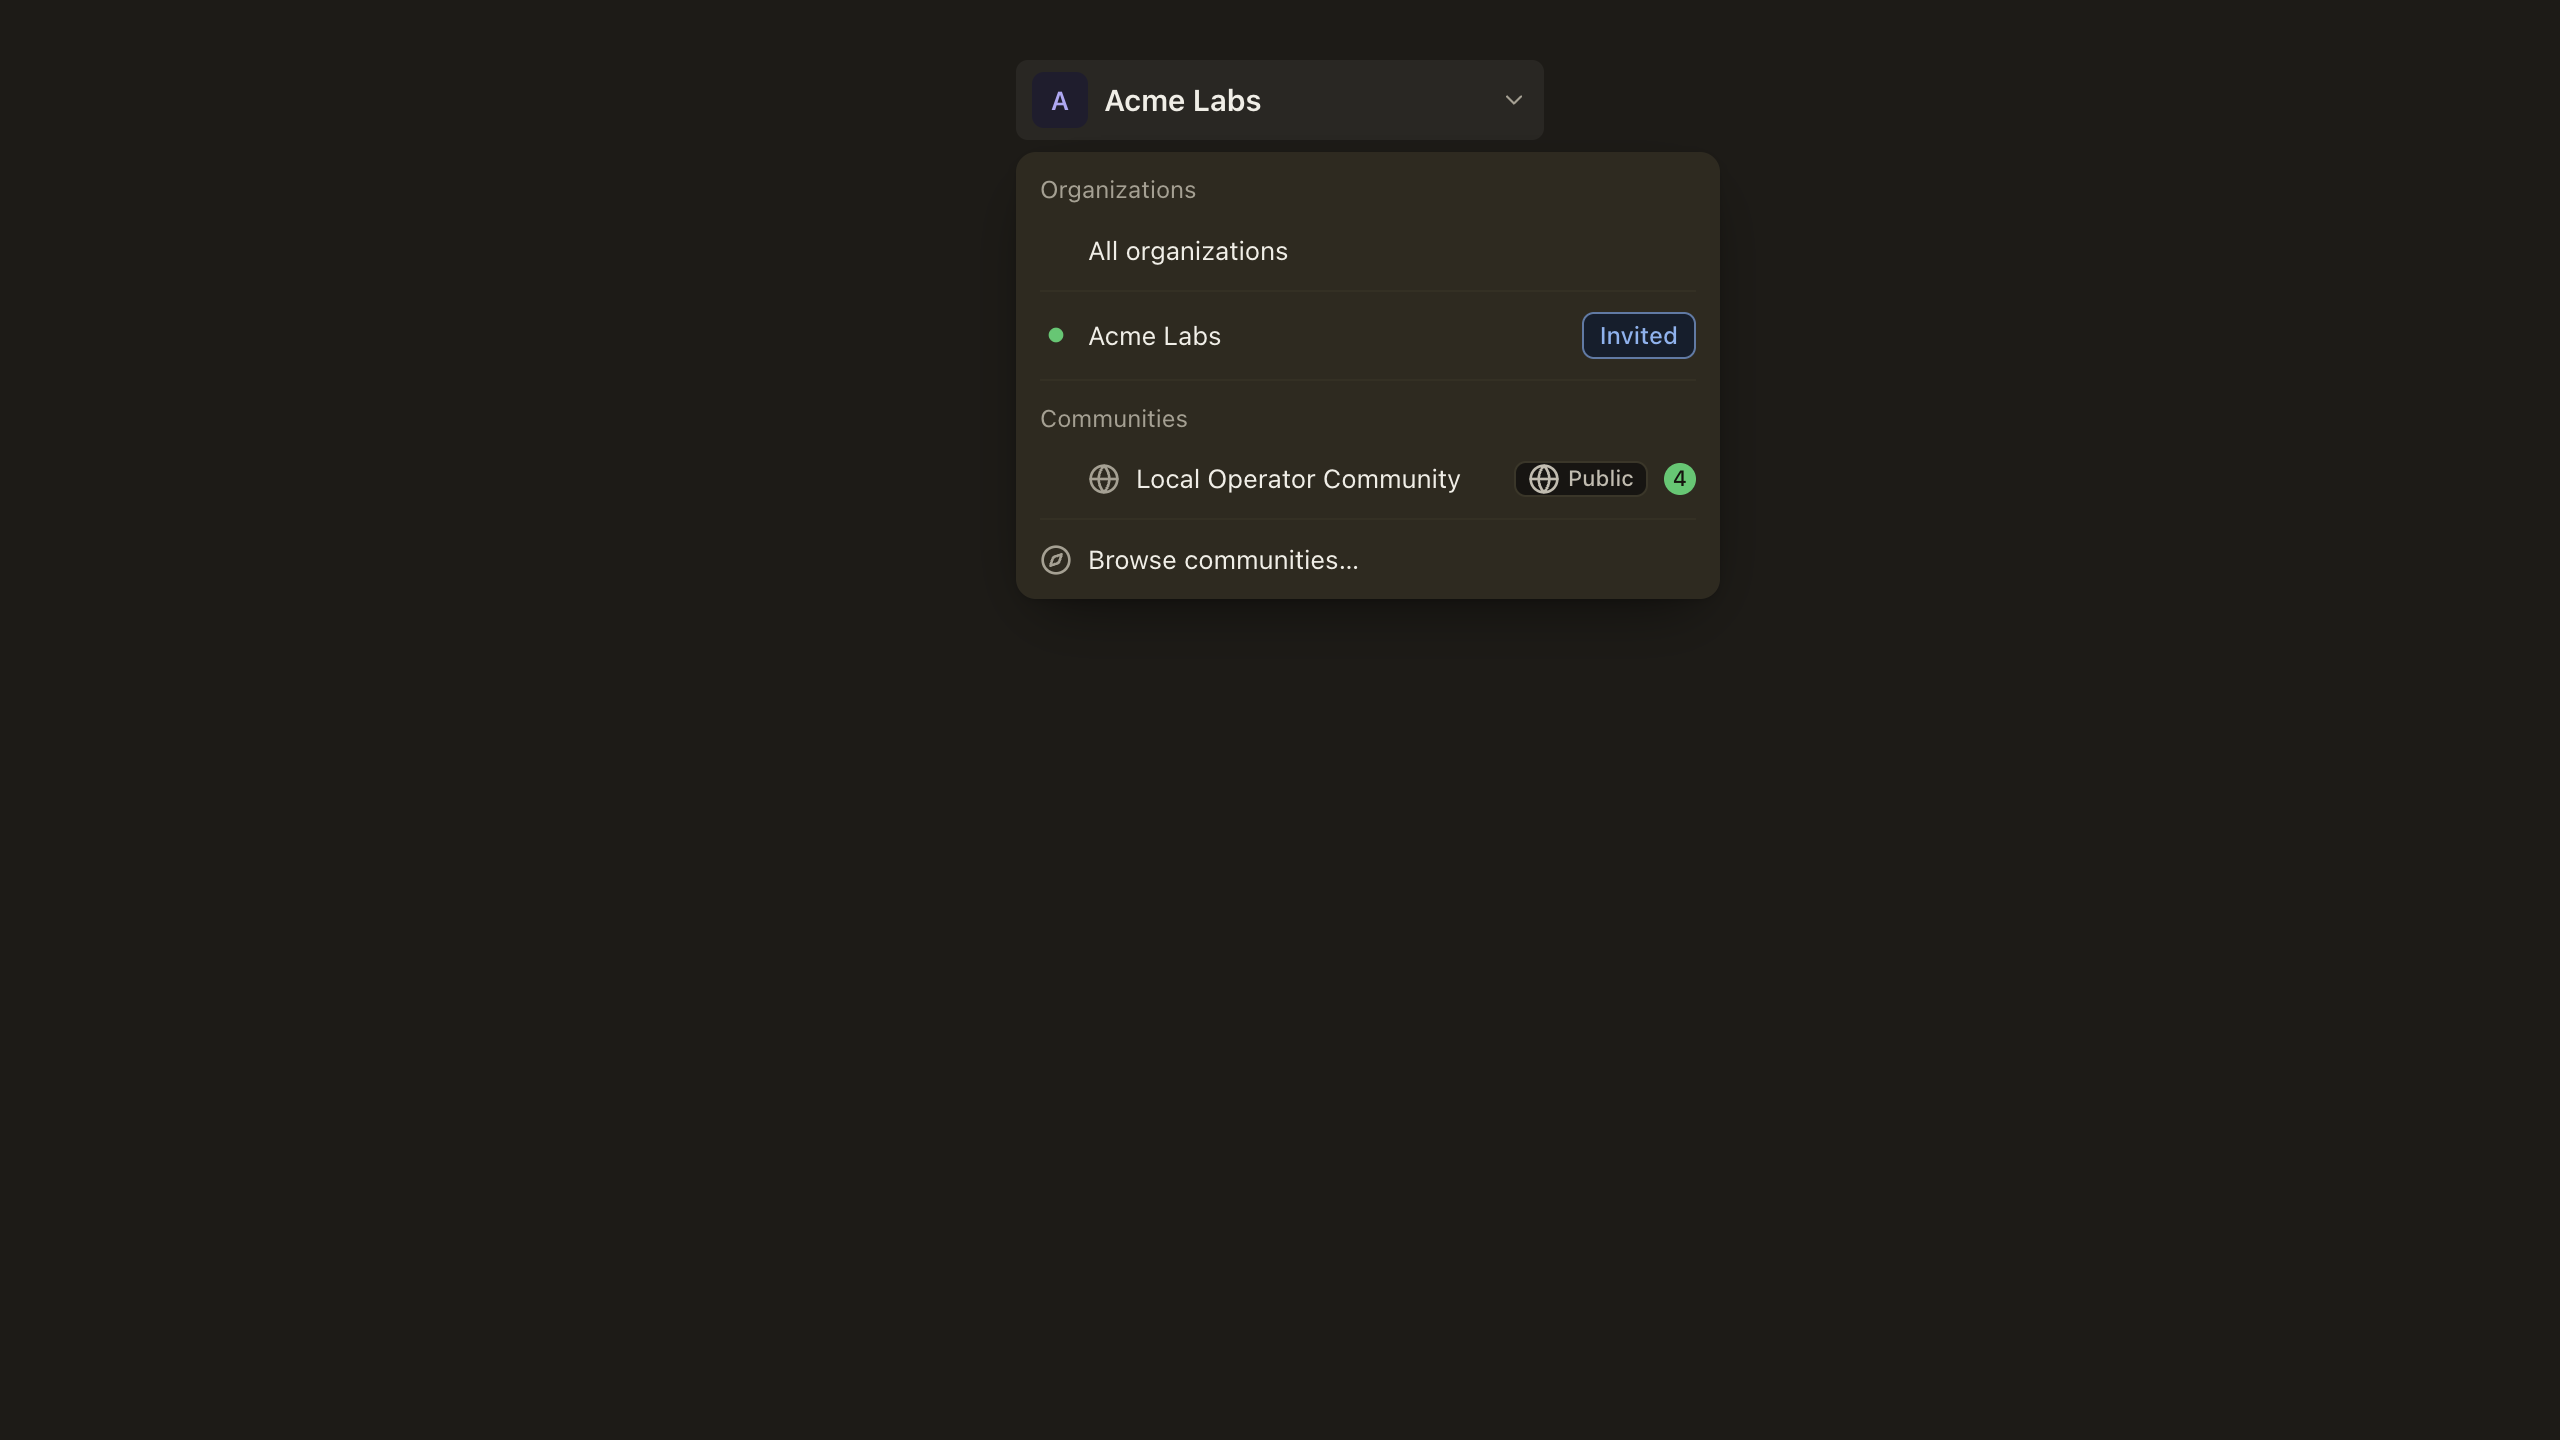 A Acme Labs
Organizations
All organizations
Acme Labs Invited
Communities
Local Operator Community Public 4
Browse communities...